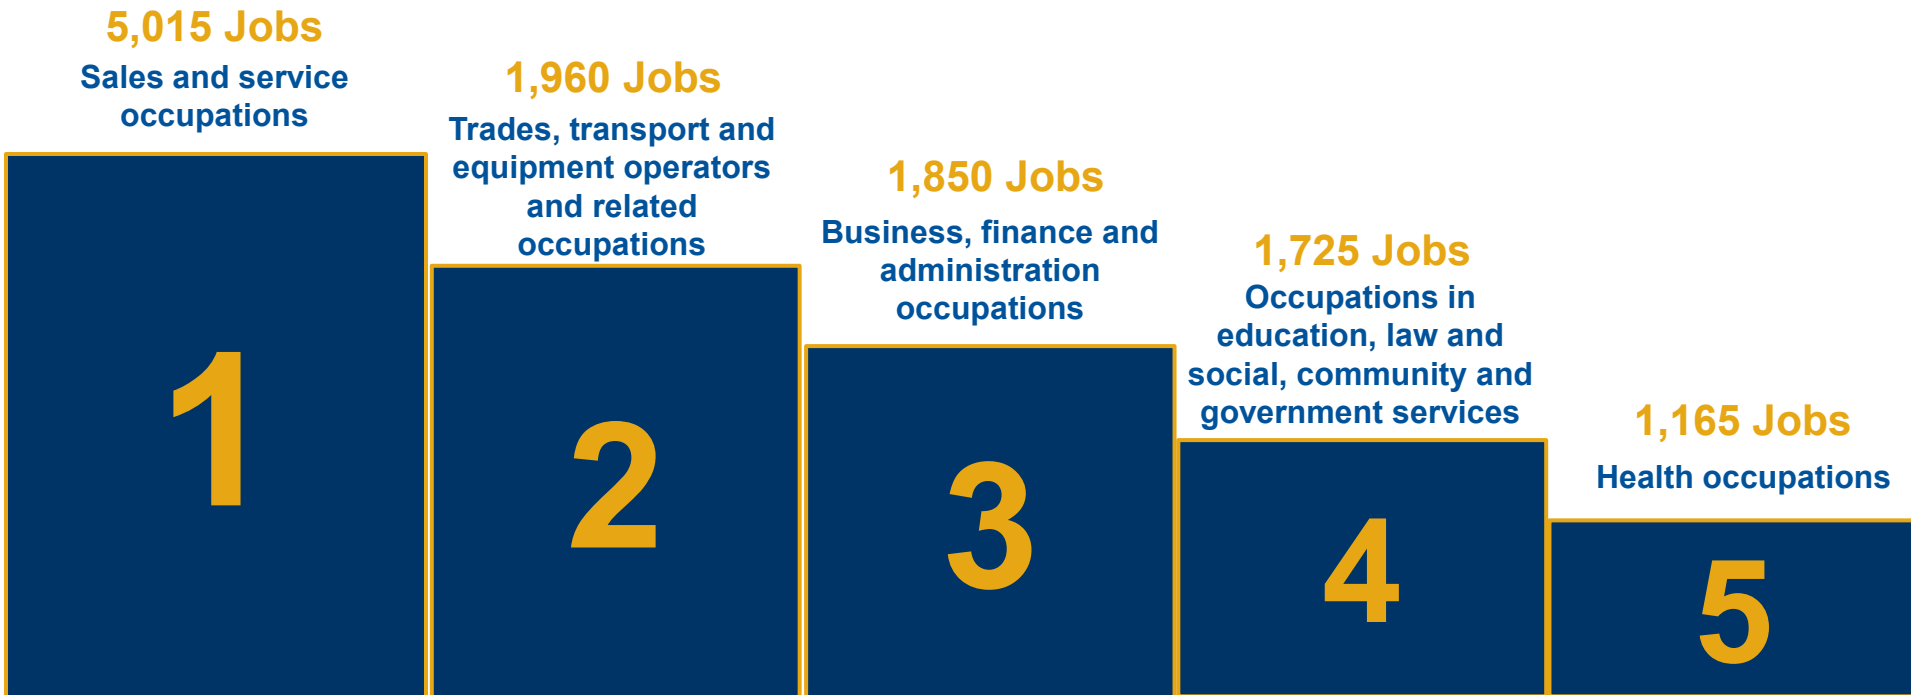 5,015 Jobs
Sales and service
occupations
1
1,960 Jobs
Trades, transport and
equipment operators
and related
occupations
2
1,850 Jobs
Business, finance and
administration
occupations
3
1,725 Jobs
Occupations in
education, law and
social, community and
government services
4
1,165 Jobs
Health occupations
5